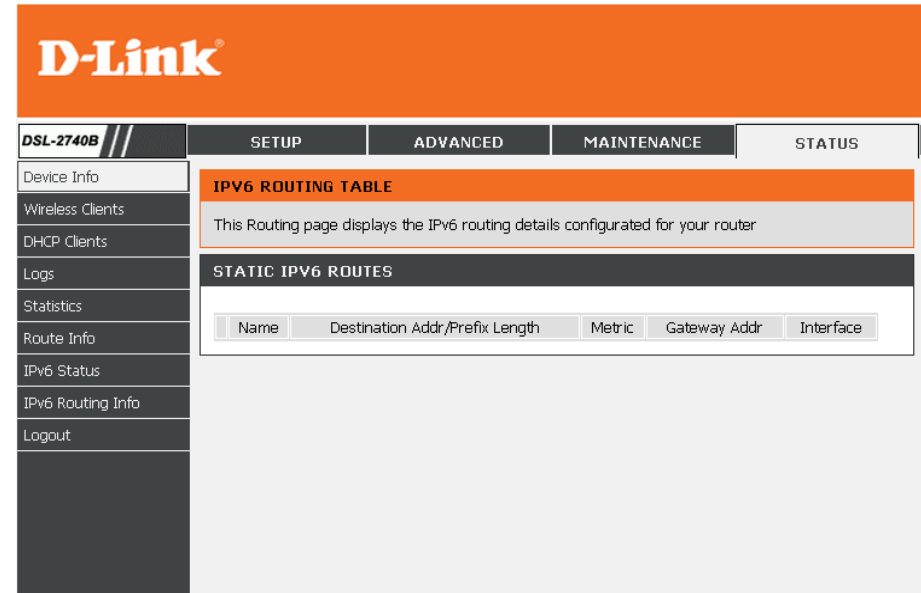 D-Link®
DSL-2740B
SETUP
ADVANCED
MAINTENANCE
STATUS
Device Info
Wireless Clients
DHCP Clients
Logs
Statistics
Route Info
IPv6 Status
IPv6 Routing Info
Logout
IPV6 ROUTING TABLE
This Routing page displays the IPv6 routing details configurated for your router
STATIC IPV6 ROUTES
Name Destination Addr/Prefix Length Metric Gateway Addr Interface